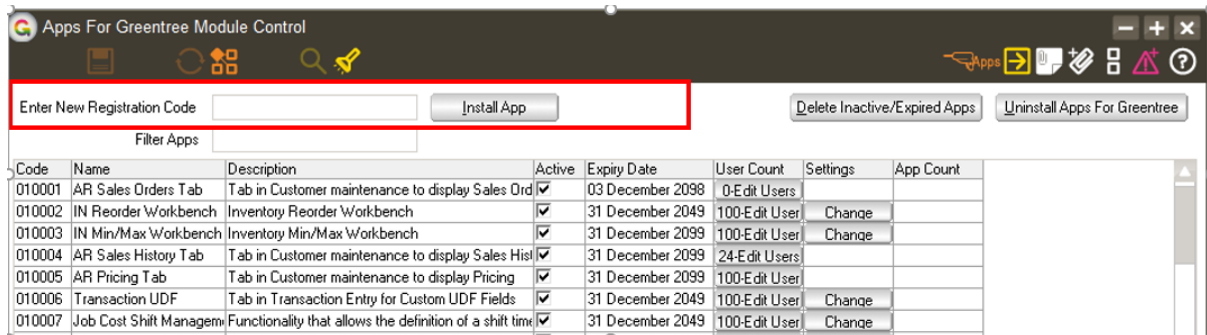 Apps For Greentree Module Control
Apps
Enter New Registration Code Install App Delete Inactive/Expired Apps Uninstall Apps For Greentree
Filter Apps
Code Name Description Active Expiry Date User Count Settings App Count
010001 AR Sales Orders Tab Tab in Customer maintenance to display Sales Ord 03 December 2098 0-Edit Users
010002 IN Reorder Workbench Inventory Reorder Workbench 31 December 2049 100-Edit User Change
010003 IN Min/Max Workbench Inventory Min/Max Workbench 31 December 2099 100-Edit User Change
010004 AR Sales History Tab Tab in Customer maintenance to display Sales Hist 31 December 2099 24-Edit Users
010005 AR Pricing Tab Tab in Customer maintenance to display Pricing 31 December 2099 100-Edit User
010006 Transaction UDF Tab in Transaction Entry for Custom UDF Fields 31 December 2049 100-Edit User Change
010007 Job Cost Shift Managem Functionality that allows the definition of a shift time 31 December 2049 100-Edit User Change